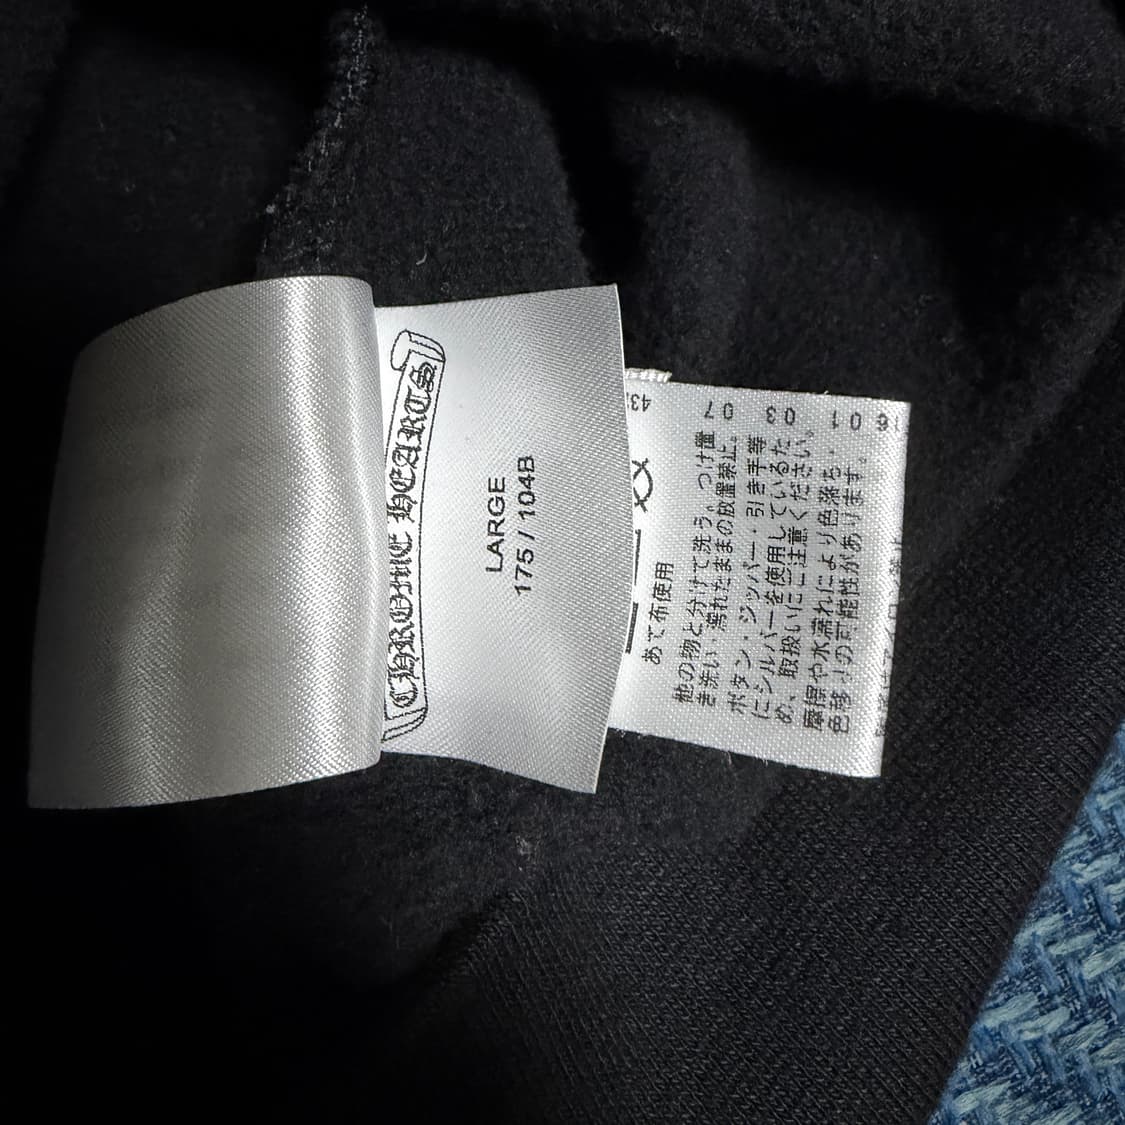 CHROME HEARTS
LARGE
175 / 104B
あて布使用
他の物と分けて洗う。つけ置
き洗い・濡れたままの放置禁止。
ボタン・ジッパー・引き手等
にシルバーを使用しているた
め、取扱いにご注意ください。
摩擦や水濡れにより色落ち・
色移りの可能性があります。
07
03
01